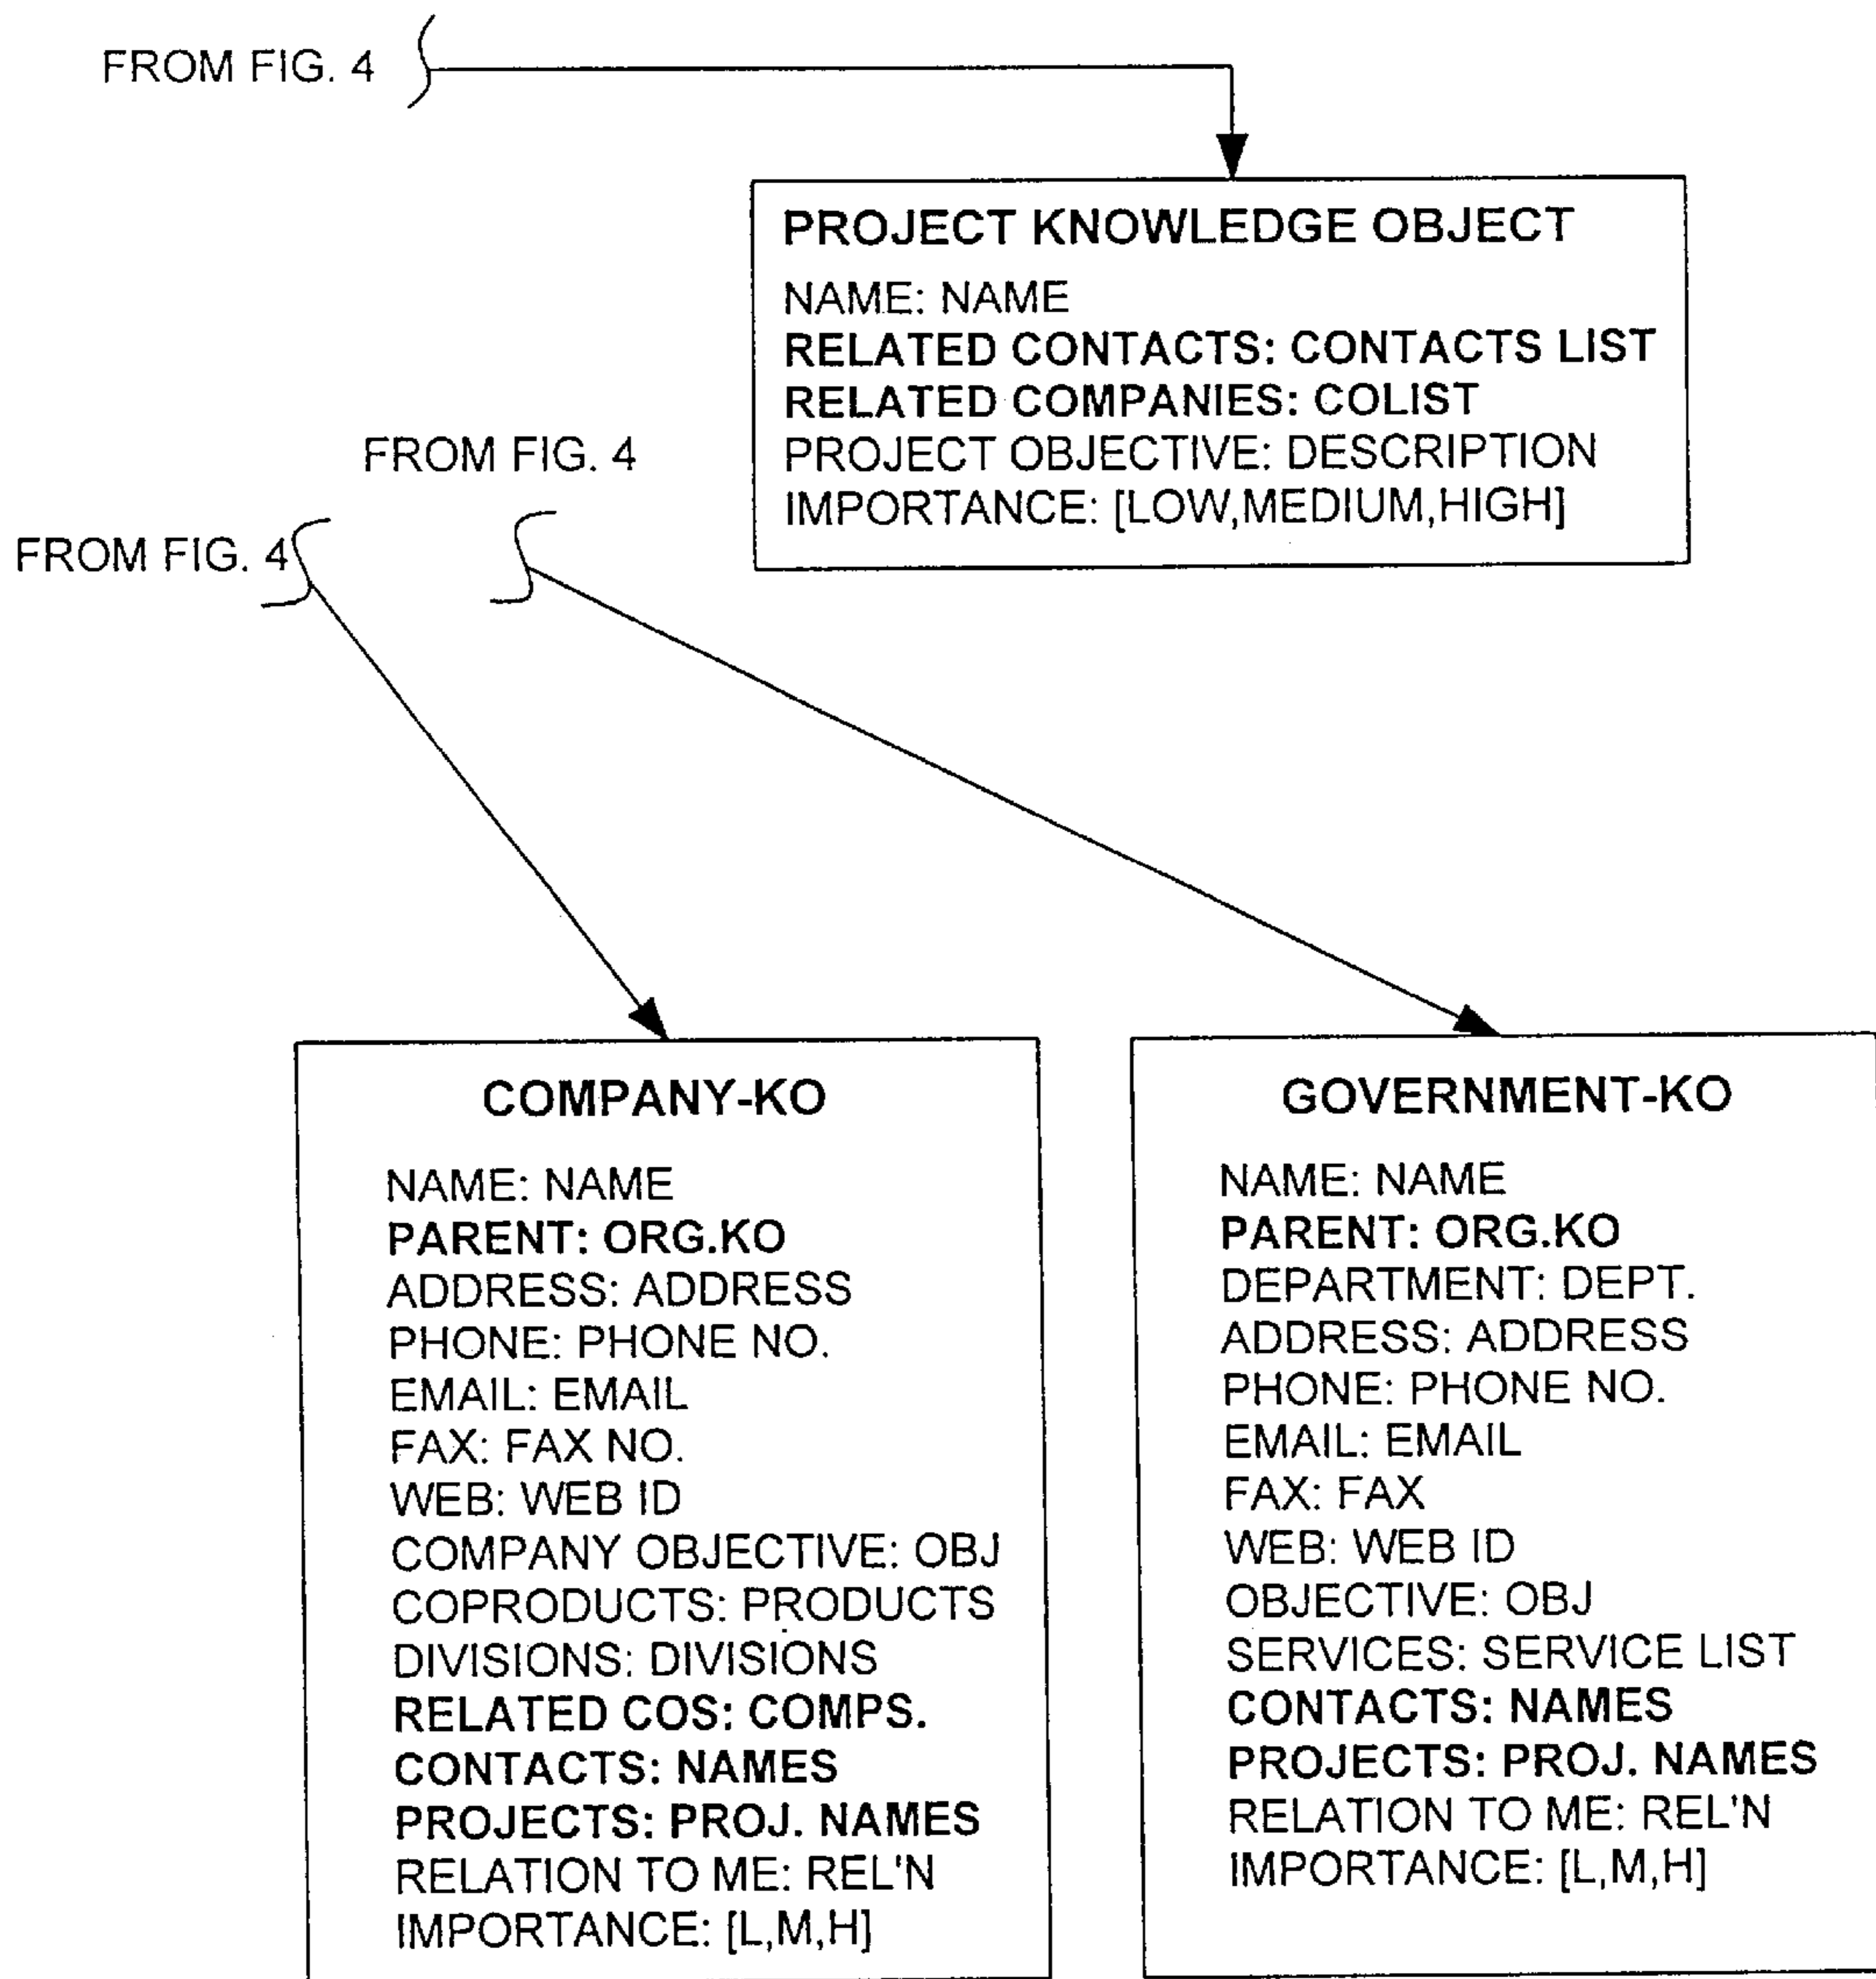 FROM FIG. 4
PROJECT KNOWLEDGE OBJECT
NAME: NAME
RELATED CONTACTS: CONTACTS LIST
RELATED COMPANIES: COLIST
PROJECT OBJECTIVE: DESCRIPTION
IMPORTANCE: [LOW,MEDIUM,HIGH]
FROM FIG. 4
FROM FIG. 4
COMPANY-KO
NAME: NAME
PARENT: ORG.KO
ADDRESS: ADDRESS
PHONE: PHONE NO.
EMAIL: EMAIL
FAX: FAX NO.
WEB: WEB ID
COMPANY OBJECTIVE: OBJ
COPRODUCTS: PRODUCTS
DIVISIONS: DIVISIONS
RELATED COS: COMPS.
CONTACTS: NAMES
PROJECTS: PROJ. NAMES
RELATION TO ME: REL'N
IMPORTANCE: [L,M,H]
GOVERNMENT-KO
NAME: NAME
PARENT: ORG.KO
DEPARTMENT: DEPT.
ADDRESS: ADDRESS
PHONE: PHONE NO.
EMAIL: EMAIL
FAX: FAX
WEB: WEB ID
OBJECTIVE: OBJ
SERVICES: SERVICE LIST
CONTACTS: NAMES
PROJECTS: PROJ. NAMES
RELATION TO ME: REL'N
IMPORTANCE: [L,M,H]